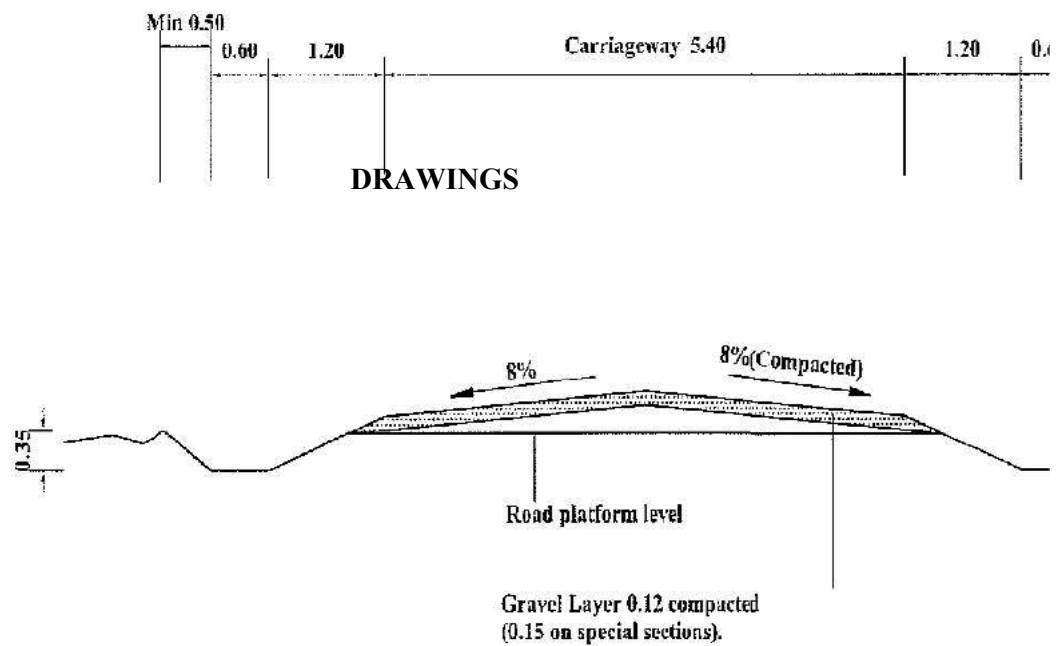 Min 0.50
0.60 1.20 Carriageway 5.40 1.20
DRAWINGS
8% 8%(Compacted)
0.35
Road platform level
Gravel Layer 0.12 compacted
(0.15 on special sections).